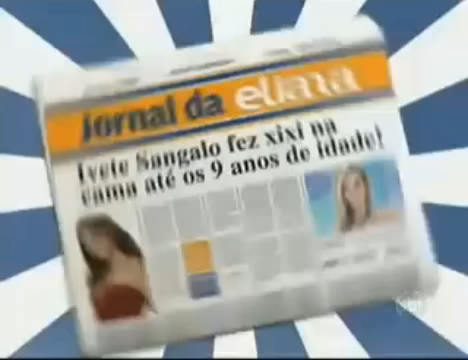 Jornal da eliana
Ivete Sangalo fez xixi na
cama até os 9 anos de idade!